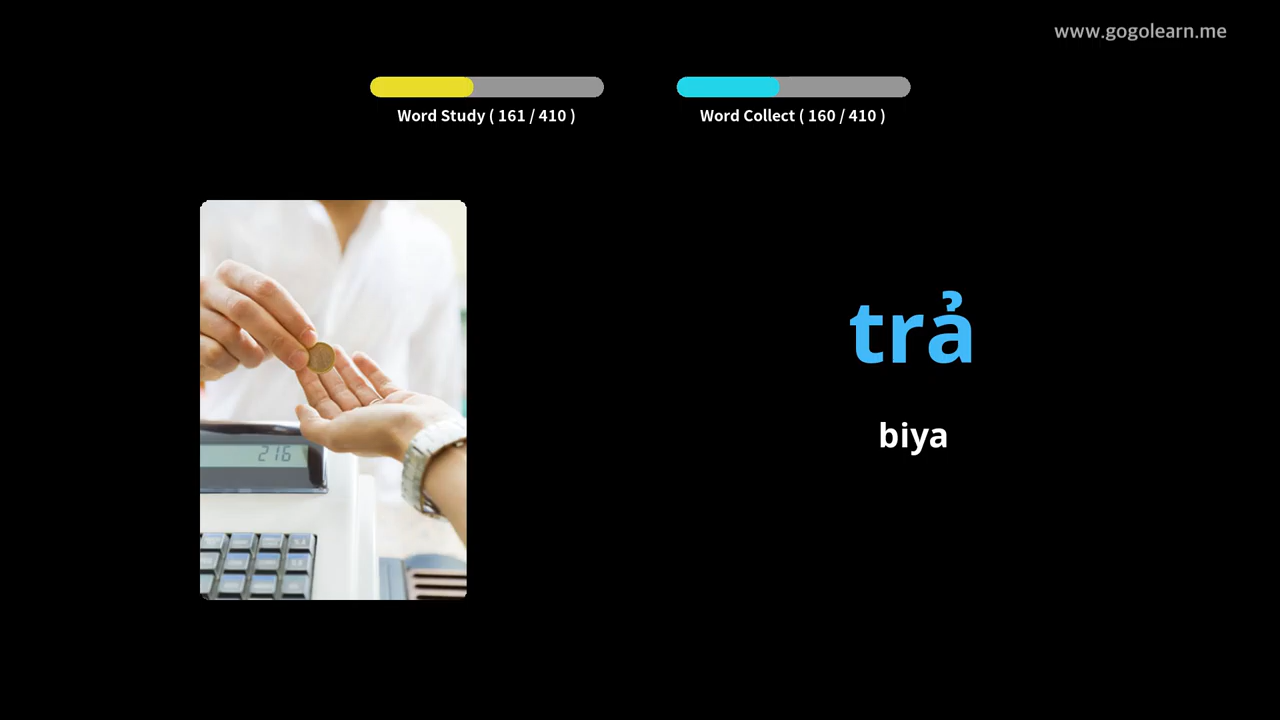 www.gogolearn.me
Word Study ( 161 / 410 )
Word Collect ( 160 / 410 )
trả
biya
216